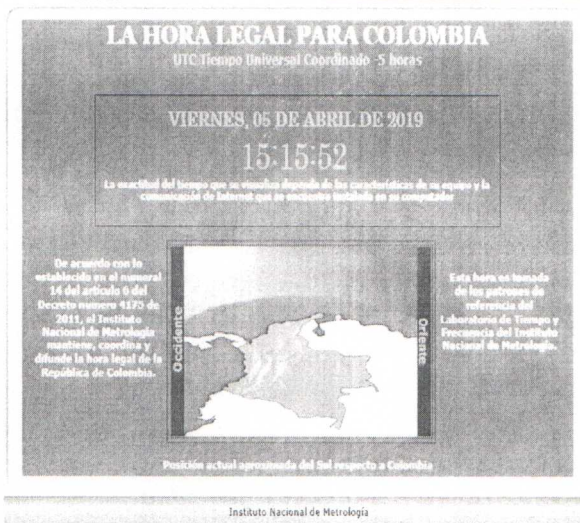 LA HORA LEGAL PARA COLOMBIA
UTC Tiempo Universal Coordinado -5 horas
VIERNES, 05 DE ABRIL DE 2019
15:15:52
La exactitud del tiempo que se visualiza depende de las características de su equipo y la
comunicación de Internet que se encuentre instalado en su computador
De acuerdo con lo
establecido en el numeral
14 del artículo 6 del
Decreto numero 4175 de
2011, el Instituto
Nacional de Metrología
mantiene, coordina y
difunde la hora legal de la
República de Colombia.
Occidente
Oriente
Esta hora es tomada
de los patrones de
referencia del
Laboratorio de Tiempo y
Frecuencia del Instituto
Nacional de Metrología.
Posición actual aproximada del Sol respecto a Colombia
Instituto Nacional de Metrología